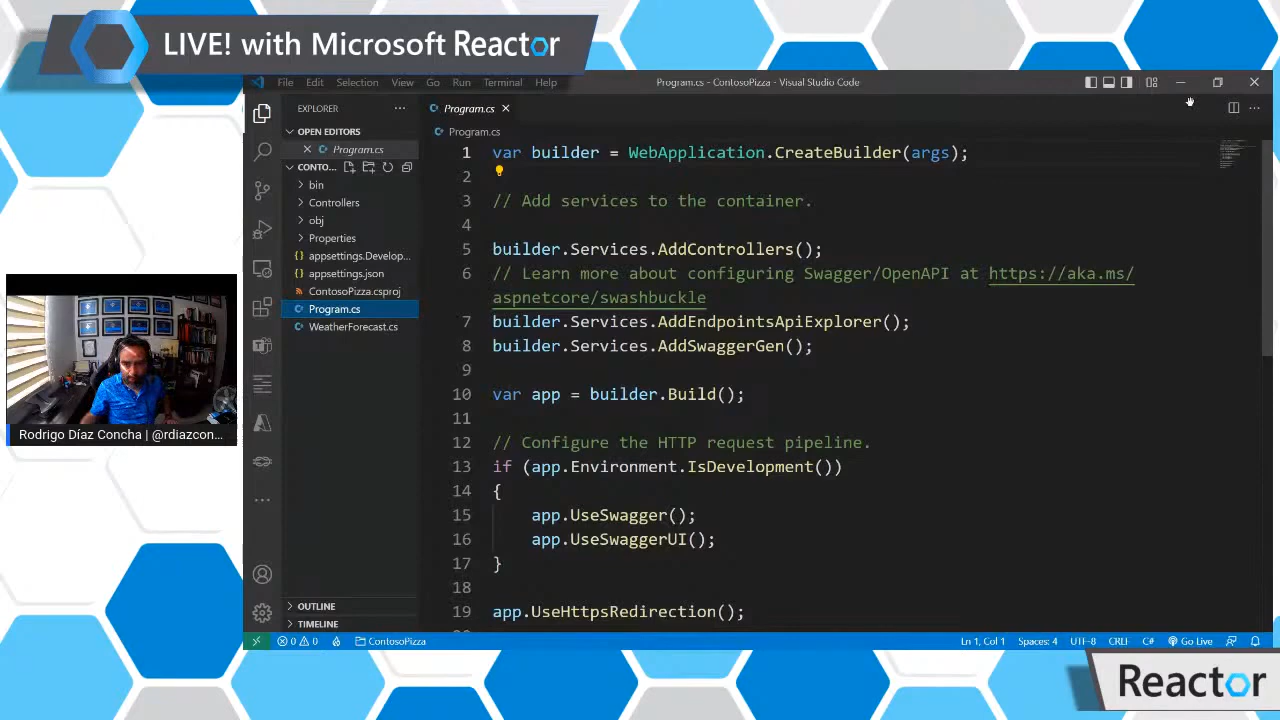 LIVE! with Microsoft Reactor
File Edit Selection View Go Run Terminal Help
Program.cs - ContosoPizza - Visual Studio Code
EXPLORER
OPEN EDITORS
Program.cs
CONTO...
bin
Controllers
obj
Properties
appsettings.Develop...
appsettings.json
ContosoPizza.csproj
Program.cs
WeatherForecast.cs
OUTLINE
TIMELINE
Program.cs
Program.cs
1 var builder = WebApplication.CreateBuilder(args);
2
3 // Add services to the container.
4
5 builder.Services.AddControllers();
6 // Learn more about configuring Swagger/OpenAPI at https://aka.ms/
aspnetcore/swashbuckle
7 builder.Services.AddEndpointsApiExplorer();
8 builder.Services.AddSwaggerGen();
9
10 var app = builder.Build();
11
12 // Configure the HTTP request pipeline.
13 if (app.Environment.IsDevelopment())
14 {
15 app.UseSwagger();
16 app.UseSwaggerUI();
17 }
18
19 app.UseHttpsRedirection();
Rodrigo Díaz Concha | @rdiazcon...
0 0 ContosoPizza
Ln 1, Col 1 Spaces: 4 UTF-8 CRLF C# Go Live
Reactor